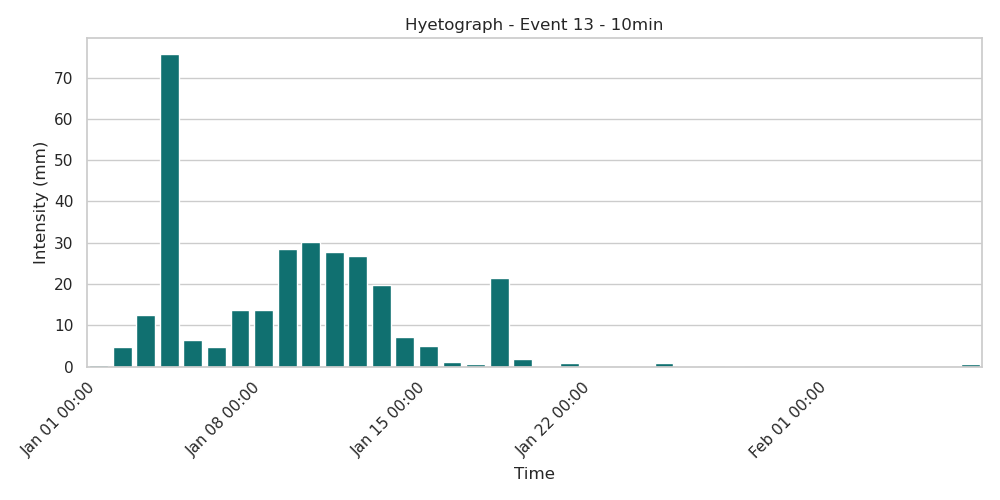 Hyetograph - Event 13 - 10min
Intensity (mm)
70
60
50
40
30
20
10
0
Jan 01 00:00
Jan 08 00:00
Jan 15 00:00
Jan 22 00:00
Feb 01 00:00
Time